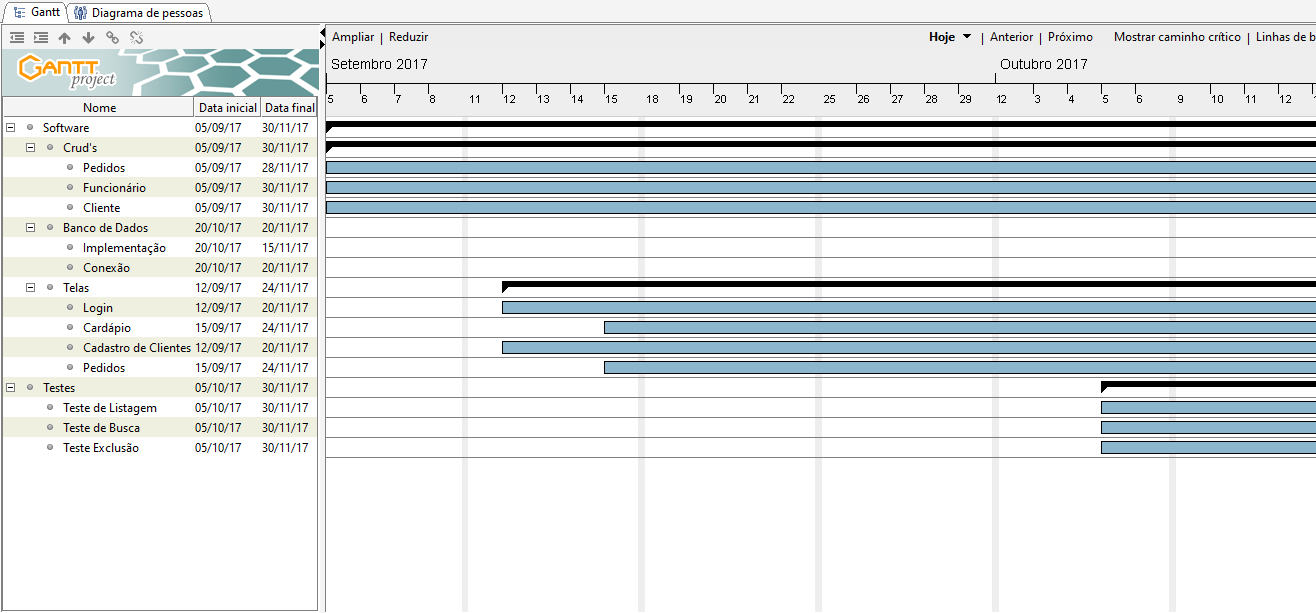 Gantt Diagrama de pessoas
Ampliar | Reduzir Hoje | Anterior | Próximo Mostrar caminho crítico | Linhas de b
GANTT project
Setembro 2017 Outubro 2017
Nome Data inicial Data final
5 6 7 8 11 12 13 14 15 18 19 20 21 22 25 26 27 28 29 2 3 4 5 6 9 10 11 12
Software 05/09/17 30/11/17
Crud's 05/09/17 30/11/17
Pedidos 05/09/17 28/11/17
Funcionário 05/09/17 30/11/17
Cliente 05/09/17 30/11/17
Banco de Dados 20/10/17 20/11/17
Implementação 20/10/17 15/11/17
Conexão 20/10/17 20/11/17
Telas 12/09/17 24/11/17
Login 12/09/17 20/11/17
Cardápio 15/09/17 24/11/17
Cadastro de Clientes 12/09/17 20/11/17
Pedidos 15/09/17 24/11/17
Testes 05/10/17 30/11/17
Teste de Listagem 05/10/17 30/11/17
Teste de Busca 05/10/17 30/11/17
Teste Exclusão 05/10/17 30/11/17